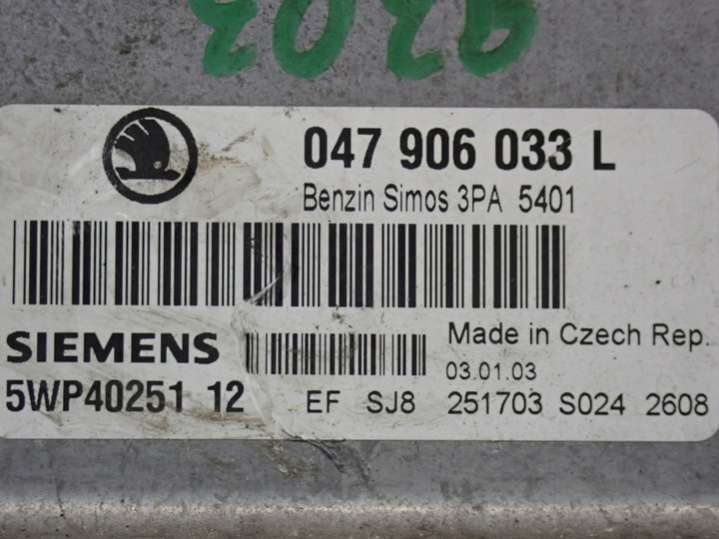 047 906 033 L
Benzin Simos 3PA 5401
SIEMENS
Made in Czech Rep.
03.01.03
5WP40251 12 EF SJ8 251703 S024 2608